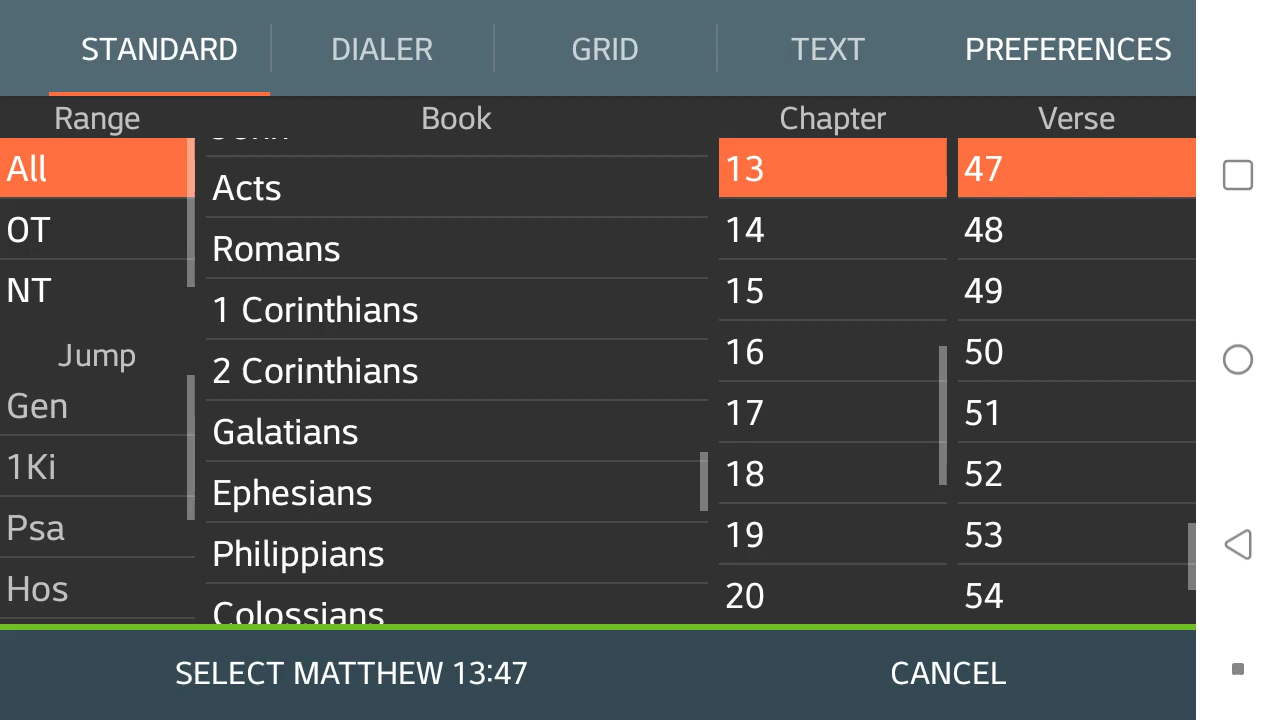 STANDARD
DIALER
GRID
TEXT
PREFERENCES
Range
Book
Chapter
Verse
All
OT
NT
Jump
Gen
1Ki
Psa
Hos
Acts
Romans
1 Corinthians
2 Corinthians
Galatians
Ephesians
Philippians
Colossians
13
14
15
16
17
18
19
20
47
48
49
50
51
52
53
54
SELECT MATTHEW 13:47
CANCEL